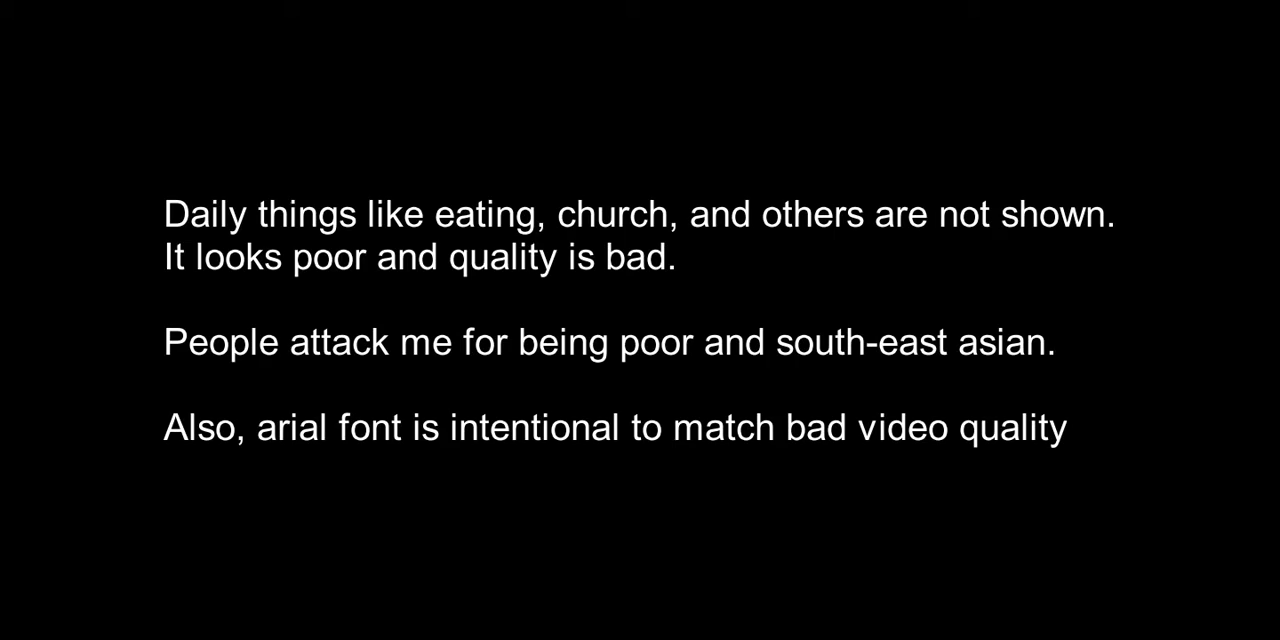 Daily things like eating, church, and others are not shown.
It looks poor and quality is bad.
People attack me for being poor and south-east asian.
Also, arial font is intentional to match bad video quality